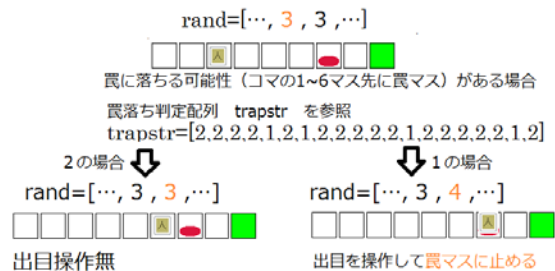 rand=[…, 3 , 3 ,…]
人
罠に落ちる可能性（コマの1~6マス先に罠マス）がある場合
罠落ち判定配列　trapstr　を参照
trapstr=[2,2,2,2,1,2,1,2,2,2,2,2,1,2,2,2,2,2,1,2]
2の場合
1の場合
rand=[…, 3 , 3 ,…]
rand=[…, 3 , 4 ,…]
人
人
出目操作無
出目を操作して罠マスに止める